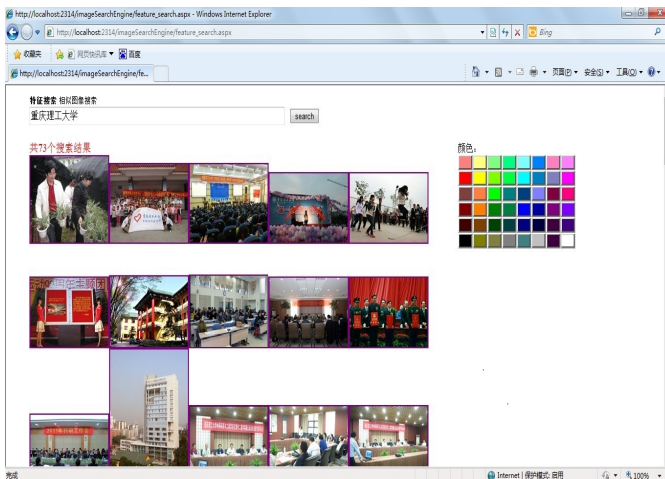 http://localhost:2314/imageSearchEngine/feature_search.aspx - Windows Internet Explorer
http://localhost:2314/imageSearchEngine/feature_search.aspx
Bing
收藏夹 网页快讯库 百度
http://localhost:2314/imageSearchEngine/fe...
页面(P) 安全(S) 工具(O)
特征搜索 相似图像搜索
重庆理工大学
search
共73个搜索结果
颜色:
完成
Internet | 保护模式: 启用
100%